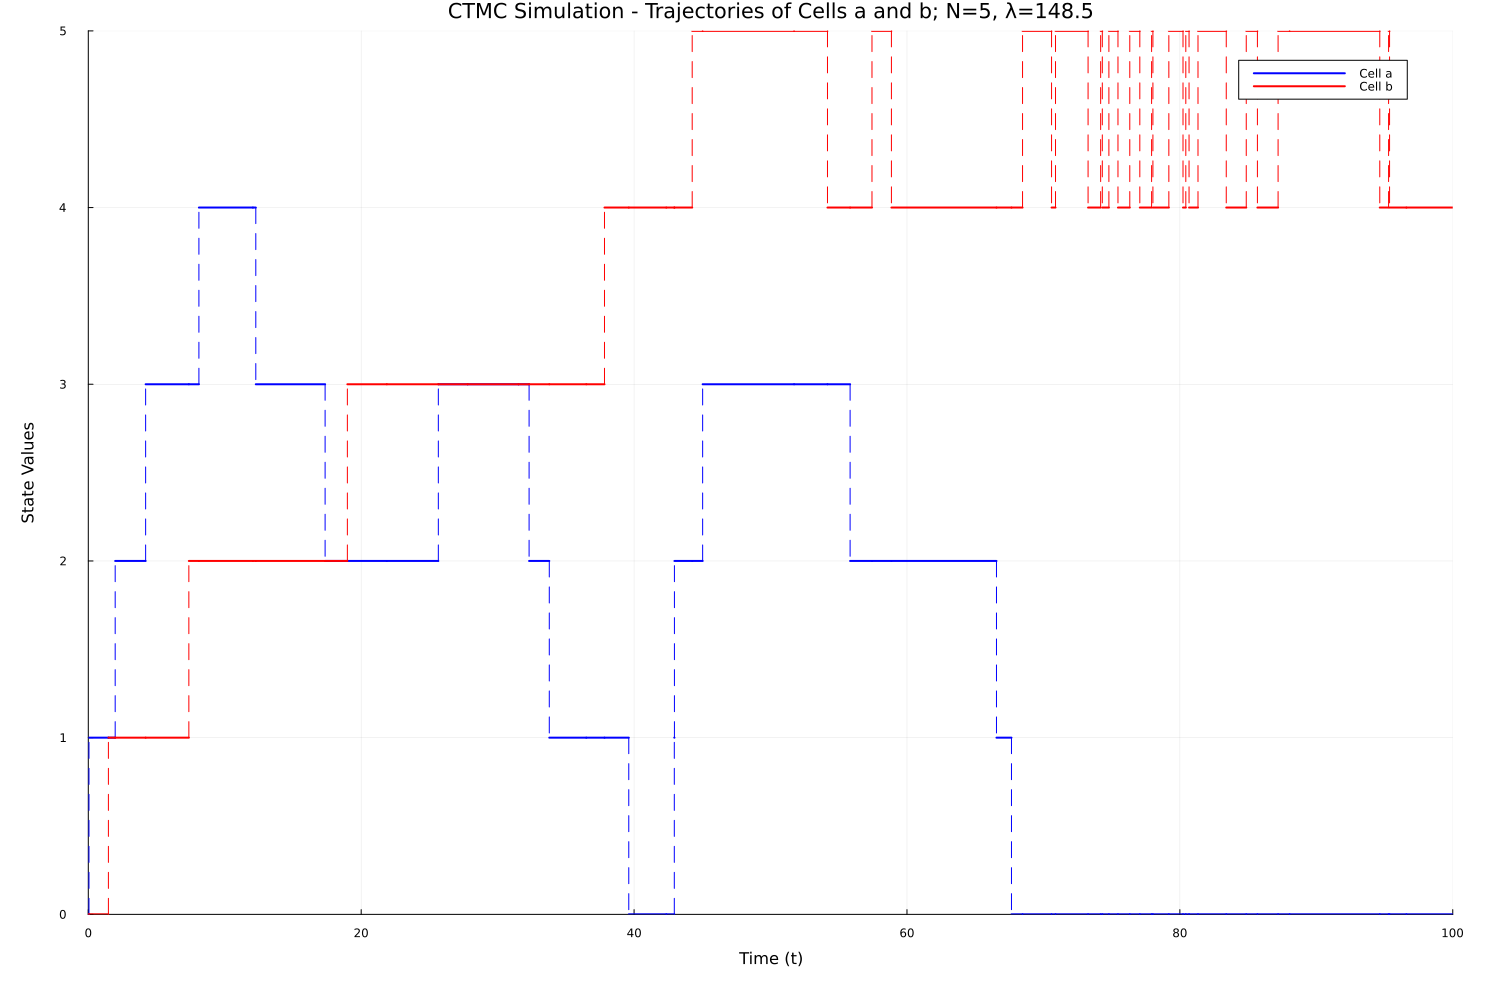 CTMC Simulation - Trajectories of Cells a and b; N=5, λ=148.5
5
Cell a
Cell b
4
3
State Values
2
1
0
0 20 40 60 80 100
Time (t)